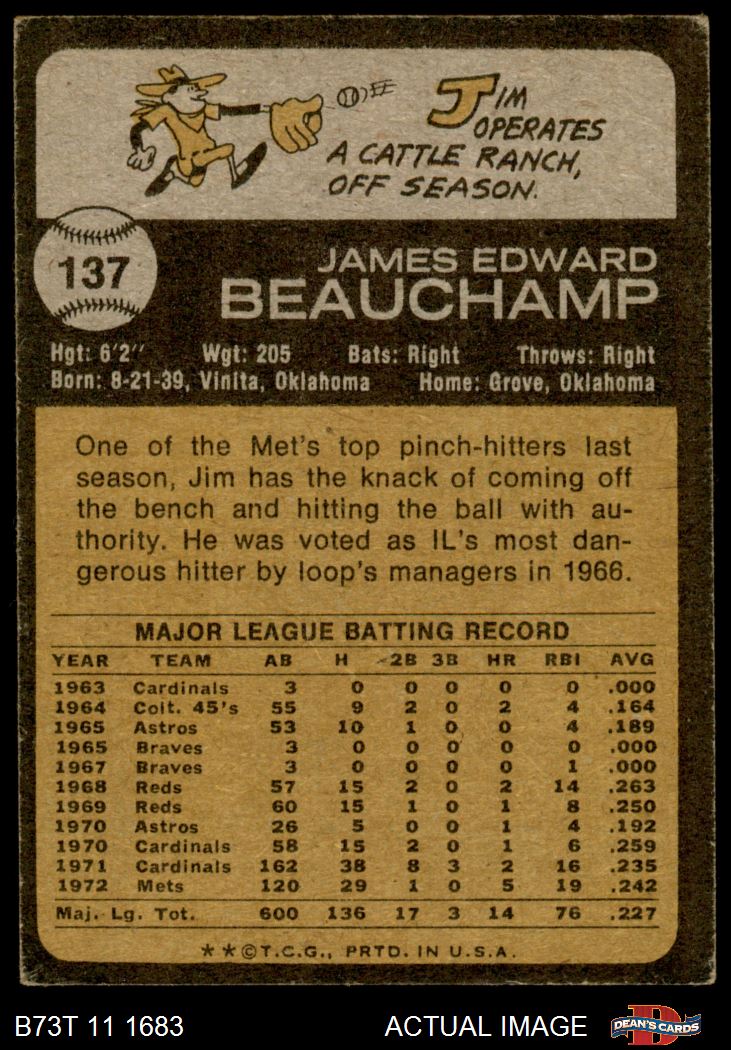 JIM
OPERATES
A CATTLE RANCH,
OFF SEASON.
137
JAMES EDWARD
BEAUCHAMP
Hgt: 6'2" Wgt: 205 Bats: Right Throws: Right
Born: 8-21-39, Vinita, Oklahoma Home: Grove, Oklahoma
One of the Met's top pinch-hitters last
season, Jim has the knack of coming off
the bench and hitting the ball with au-
thority. He was voted as IL's most dan-
gerous hitter by loop's managers in 1966.
MAJOR LEAGUE BATTING RECORD
YEAR TEAM AB H 2B 3B HR RBI AVG
1963 Cardinals 3 0 0 0 0 0 .000
1964 Colt. 45's 55 9 2 0 2 4 .164
1965 Astros 53 10 1 0 0 4 .189
1965 Braves 3 0 0 0 0 0 .000
1967 Braves 3 0 0 0 0 1 .000
1968 Reds 57 15 2 0 2 14 .263
1969 Reds 60 15 1 0 1 8 .250
1970 Astros 26 5 0 0 1 4 .192
1970 Cardinals 58 15 2 0 1 6 .259
1971 Cardinals 162 38 8 3 2 16 .235
1972 Mets 120 29 1 0 5 19 .242
Maj. Lg. Tot. 600 136 17 3 14 76 .227
**©T.C.G., PRTD. IN U.S.A.
B73T 11 1683 ACTUAL IMAGE DEAN'S CARDS